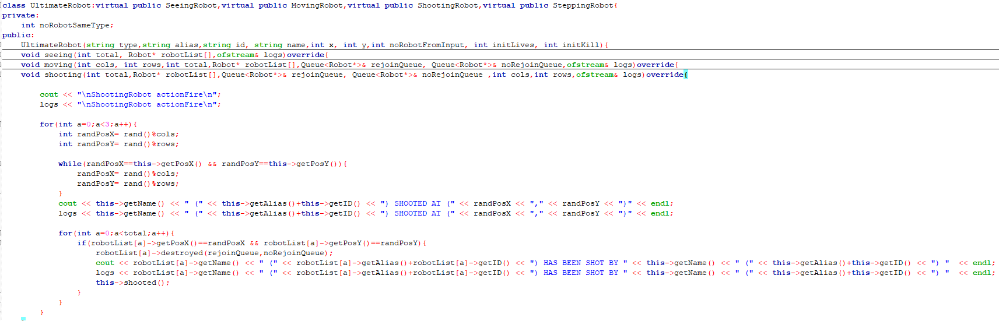 class UltimateRobot:virtual public SeeingRobot,virtual public MovingRobot,virtual public ShootingRobot,virtual public SteppingRobot{
private:
    int noRobotSameType;
public:
    UltimateRobot(string type,string alias,string id, string name,int x, int y,int noRobotFromInput, int initLives, int initKill){
    void seeing(int total, Robot* robotList[],ofstream& logs)override{
    void moving(int cols, int rows,int total,Robot* robotList[],Queue<Robot*>& rejoinQueue, Queue<Robot*>& noRejoinQueue,ofstream& logs)override{
    void shooting(int total,Robot* robotList[],Queue<Robot*>& rejoinQueue, Queue<Robot*>& noRejoinQueue ,int cols,int rows,ofstream& logs)override{
        cout << "\nShootingRobot actionFire\n";
        logs << "\nShootingRobot actionFire\n";
        for(int a=0;a<3;a++){
            int randPosX= rand()%cols;
            int randPosY= rand()%rows;
            while(randPosX==this->getPosX() && randPosY==this->getPosY()){
                randPosX= rand()%cols;
                randPosY= rand()%rows;
            }
            cout << this->getName() << " (" << this->getAlias()+this->getID() << ") SHOOTED AT (" << randPosX << "," << randPosY << ")" << endl;
            logs << this->getName() << " (" << this->getAlias()+this->getID() << ") SHOOTED AT (" << randPosX << "," << randPosY << ")" << endl;
            for(int a=0;a<total;a++){
                if(robotList[a]->getPosX()==randPosX && robotList[a]->getPosY()==randPosY){
                    robotList[a]->destroyed(rejoinQueue,noRejoinQueue);
                    cout << robotList[a]->getName() << " (" << robotList[a]->getAlias()+robotList[a]->getID() << ") HAS BEEN SHOT BY " << this->getName() << " (" << this->getAlias()+this->getID() << ") "  << endl;
                    logs << robotList[a]->getName() << " (" << robotList[a]->getAlias()+robotList[a]->getID() << ") HAS BEEN SHOT BY " << this->getName() << " (" << this->getAlias()+this->getID() << ") "  << endl;
                    this->shooted();
                }
            }
        }